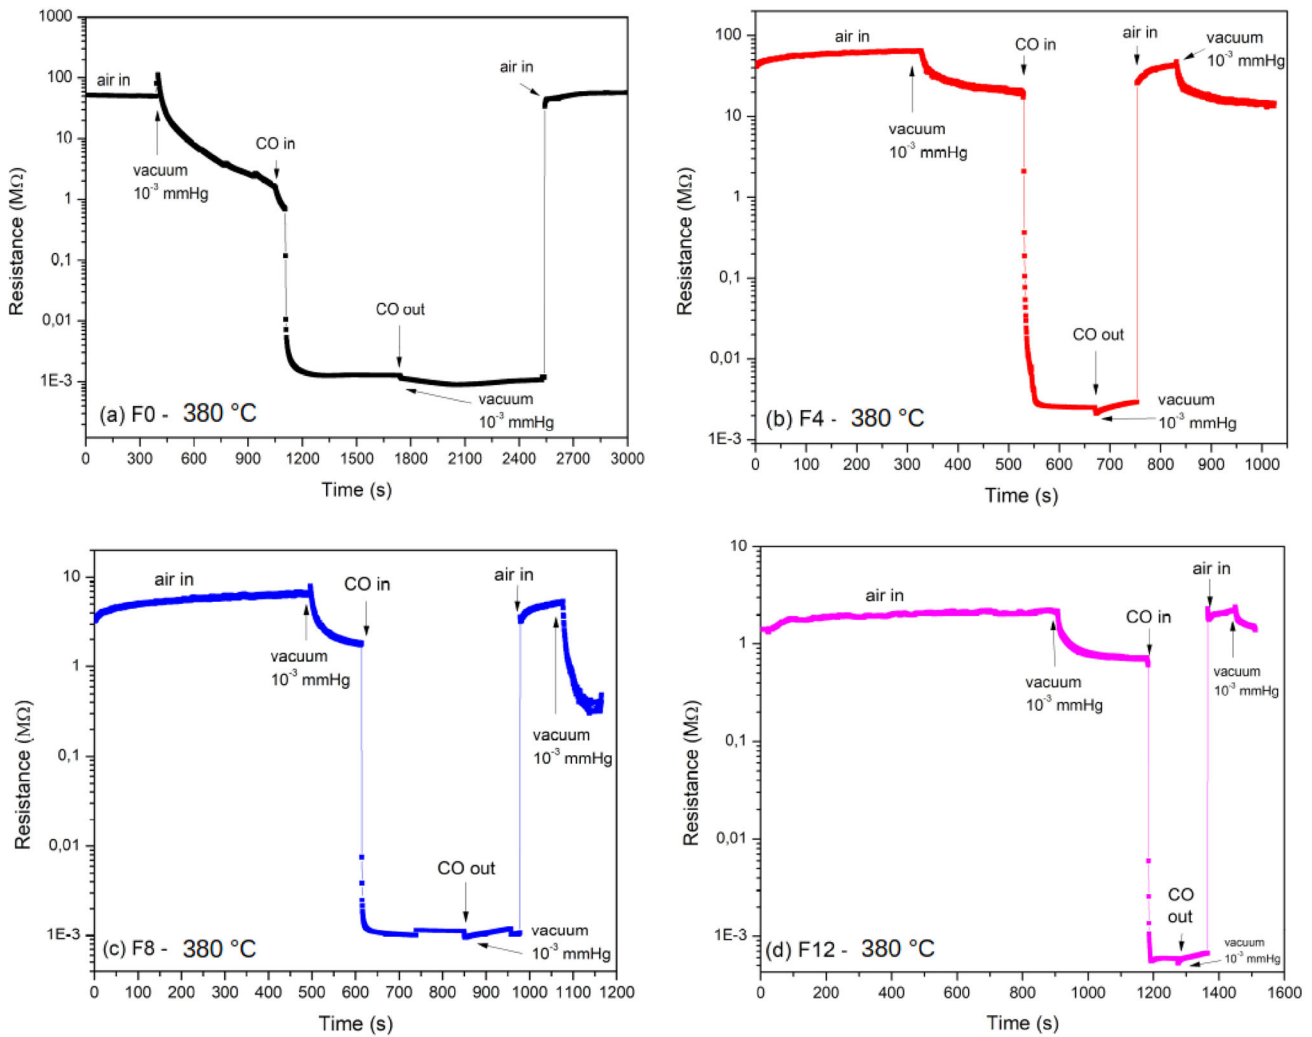 1000
100
10
1
0,1
0,01
1E-3
Resistance (MΩ)
air in
vacuum
10⁻³ mmHg
CO in
CO out
vacuum
10⁻³ mmHg
air in
(a) F0 - 380 °C
0 300 600 900 1200 1500 1800 2100 2400 2700 3000
Time (s)
100
10
1
0,1
0,01
1E-3
Resistance (MΩ)
air in
vacuum
10⁻³ mmHg
CO in
CO out
vacuum
10⁻³ mmHg
air in
vacuum
10⁻³ mmHg
(b) F4 - 380 °C
0 100 200 300 400 500 600 700 800 900 1000
Time (s)
10
1
0,1
0,01
1E-3
Resistance (MΩ)
air in
vacuum
10⁻³ mmHg
CO in
CO out
vacuum
10⁻³ mmHg
air in
vacuum
10⁻³ mmHg
(c) F8 - 380 °C
0 100 200 300 400 500 600 700 800 900 1000 1100 1200
Time (s)
10
1
0,1
0,01
1E-3
Resistance (MΩ)
air in
vacuum
10⁻³ mmHg
CO in
CO
out
vacuum
10⁻³ mmHg
air in
vacuum
10⁻³ mmHg
(d) F12 - 380 °C
0 200 400 600 800 1000 1200 1400 1600
Time (s)